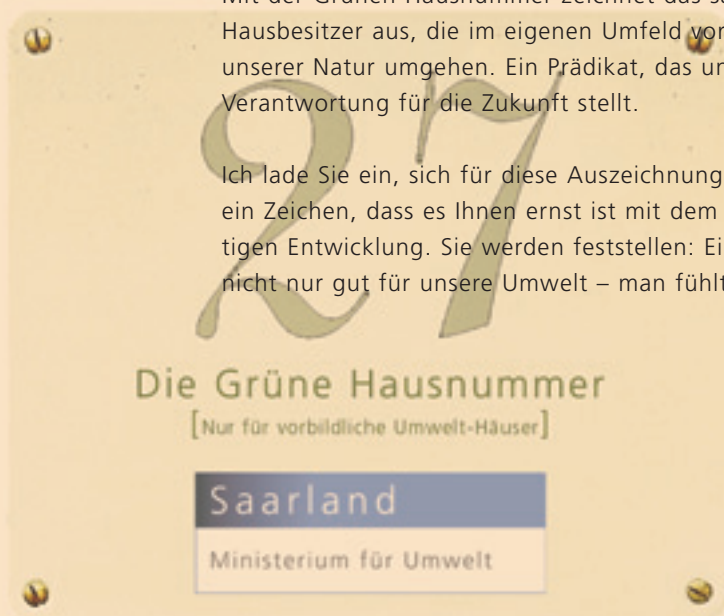 Mit der Grünen Hausnummer zeichnet das
Hausbesitzer aus, die im eigenen Umfeld
unserer Natur umgehen. Ein Prädikat, das
Verantwortung für die Zukunft stellt.
Ich lade Sie ein, sich für diese Auszeichnung
ein Zeichen, dass es Ihnen ernst ist mit dem
tigen Entwicklung. Sie werden feststellen:
nicht nur gut für unsere Umwelt – man fühlt
27
Die Grüne Hausnummer
[Nur für vorbildliche Umwelt-Häuser]
Saarland
Ministerium für Umwelt